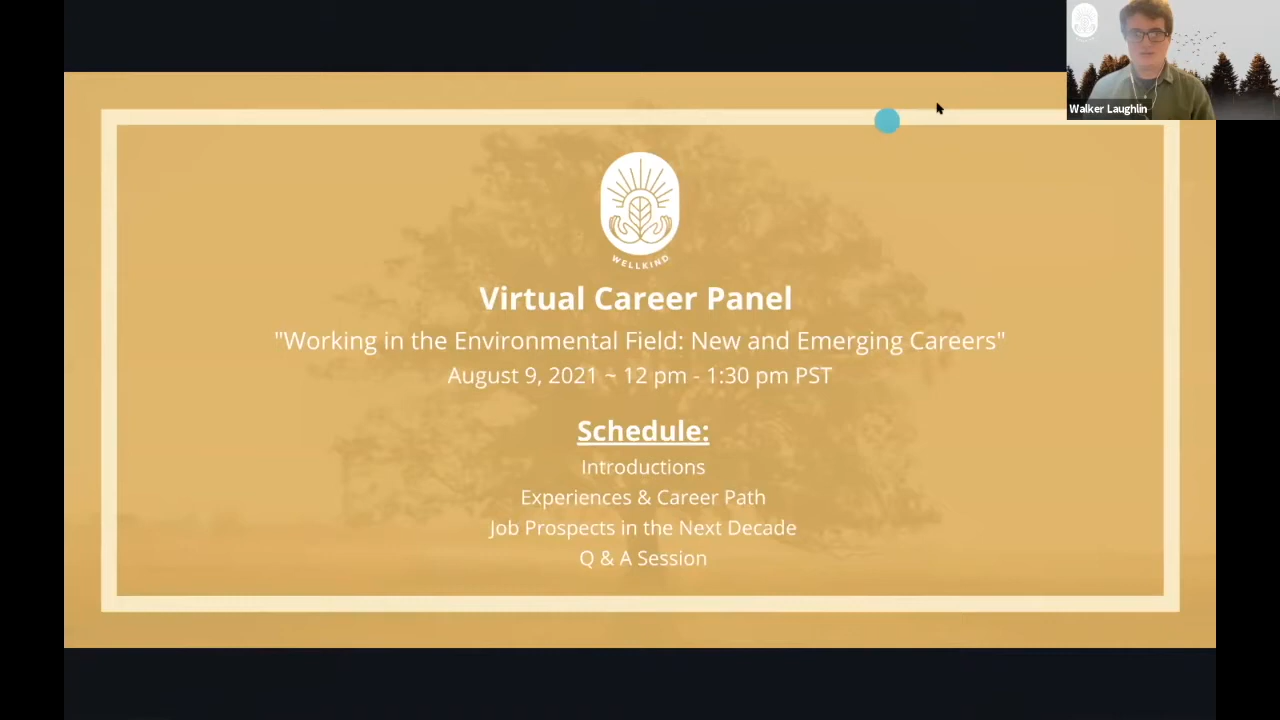 Walker Laughlin
WELLKIND
Virtual Career Panel
"Working in the Environmental Field: New and Emerging Careers"
August 9, 2021 ~ 12 pm - 1:30 pm PST
Schedule:
Introductions
Experiences & Career Path
Job Prospects in the Next Decade
Q & A Session